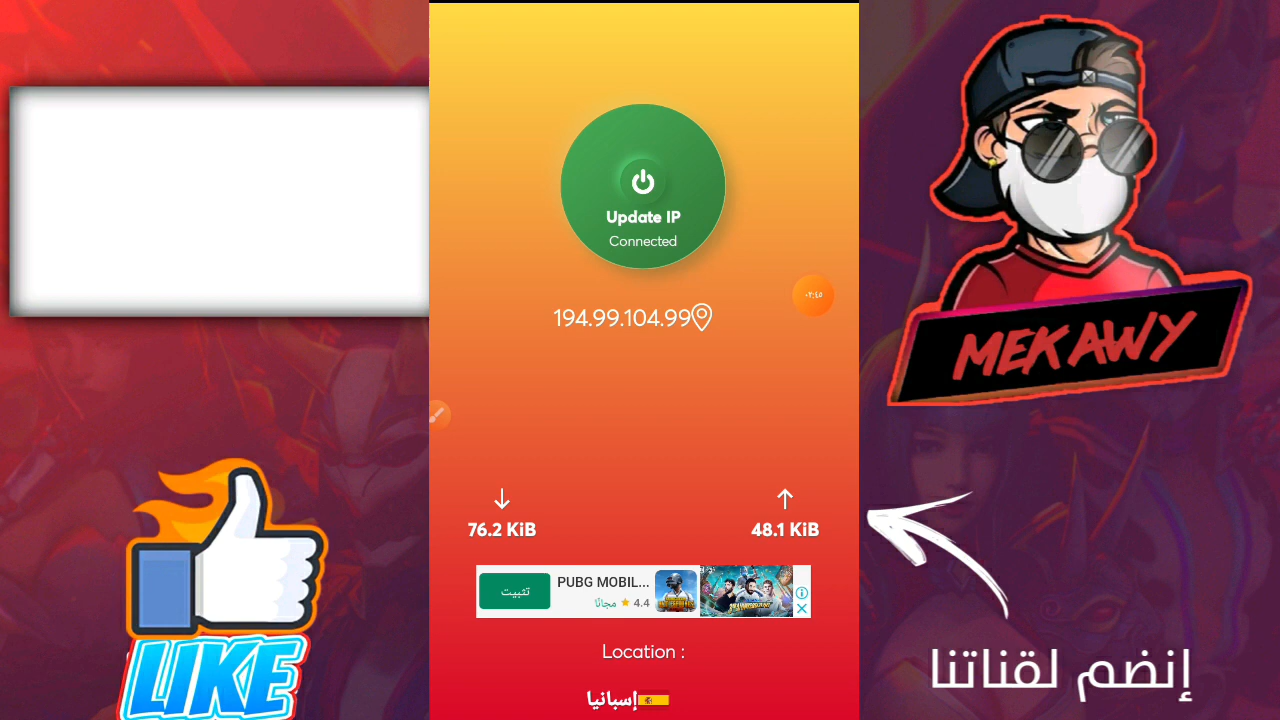 Update IP
Connected
٠٢:٤٥
194.99.104.99
MEKAWY
76.2 KiB
48.1 KiB
تثبيت
PUBG MOBIL...
4.4 ★ مجانًا
Location :
إسبانيا
LIKE
إنضم لقناتنا